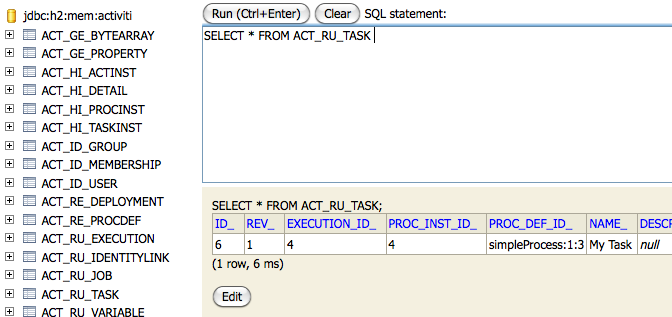 jdbc:h2:mem:activiti
ACT_GE_BYTEARRAY
ACT_GE_PROPERTY
ACT_HI_ACTINST
ACT_HI_DETAIL
ACT_HI_PROCINST
ACT_HI_TASKINST
ACT_ID_GROUP
ACT_ID_MEMBERSHIP
ACT_ID_USER
ACT_RE_DEPLOYMENT
ACT_RE_PROCDEF
ACT_RU_EXECUTION
ACT_RU_IDENTITYLINK
ACT_RU_JOB
ACT_RU_TASK
ACT_RU_VARIABLE
Run (Ctrl+Enter) Clear SQL statement:
SELECT * FROM ACT_RU_TASK
SELECT * FROM ACT_RU_TASK;
ID_ REV_ EXECUTION_ID_ PROC_INST_ID_ PROC_DEF_ID_ NAME_ DESCR
6 1 4 4 simpleProcess:1:3 My Task null
(1 row, 6 ms)
Edit